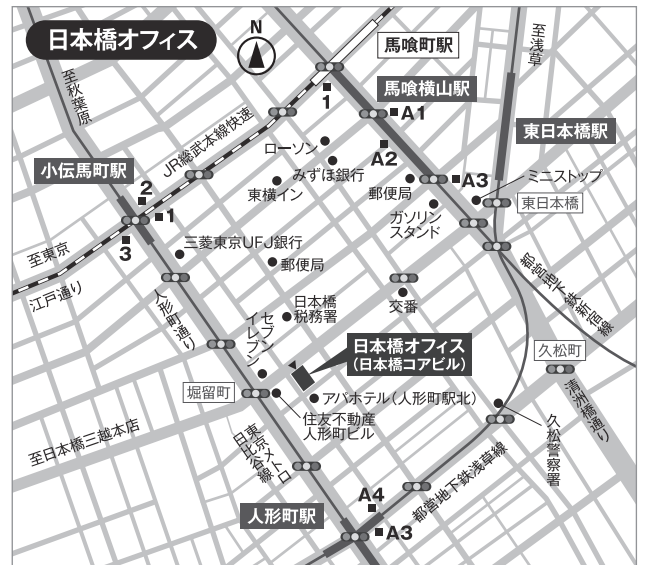 日本橋オフィス
N
馬喰町駅
至浅草
至秋葉原
馬喰横山駅
1
A1
東日本橋駅
JR総武本線快速
ローソン
A2
小伝馬町駅
みずほ銀行
A3
ミニストップ
2
東横イン
郵便局
東日本橋
1
ガソリン
スタンド
3
三菱東京UFJ銀行
至東京
郵便局
都営地下鉄新宿線
江戸通り
人形町通り
日本橋
税務署
交番
セブン
イレブン
日本橋オフィス
(日本橋コアビル)
久松町
堀留町
アパホテル(人形町駅北)
清洲橋通り
住友不動産
人形町ビル
至日本橋三越本店
東京メトロ
日比谷線
久松警察署
都営地下鉄浅草線
A4
人形町駅
A3